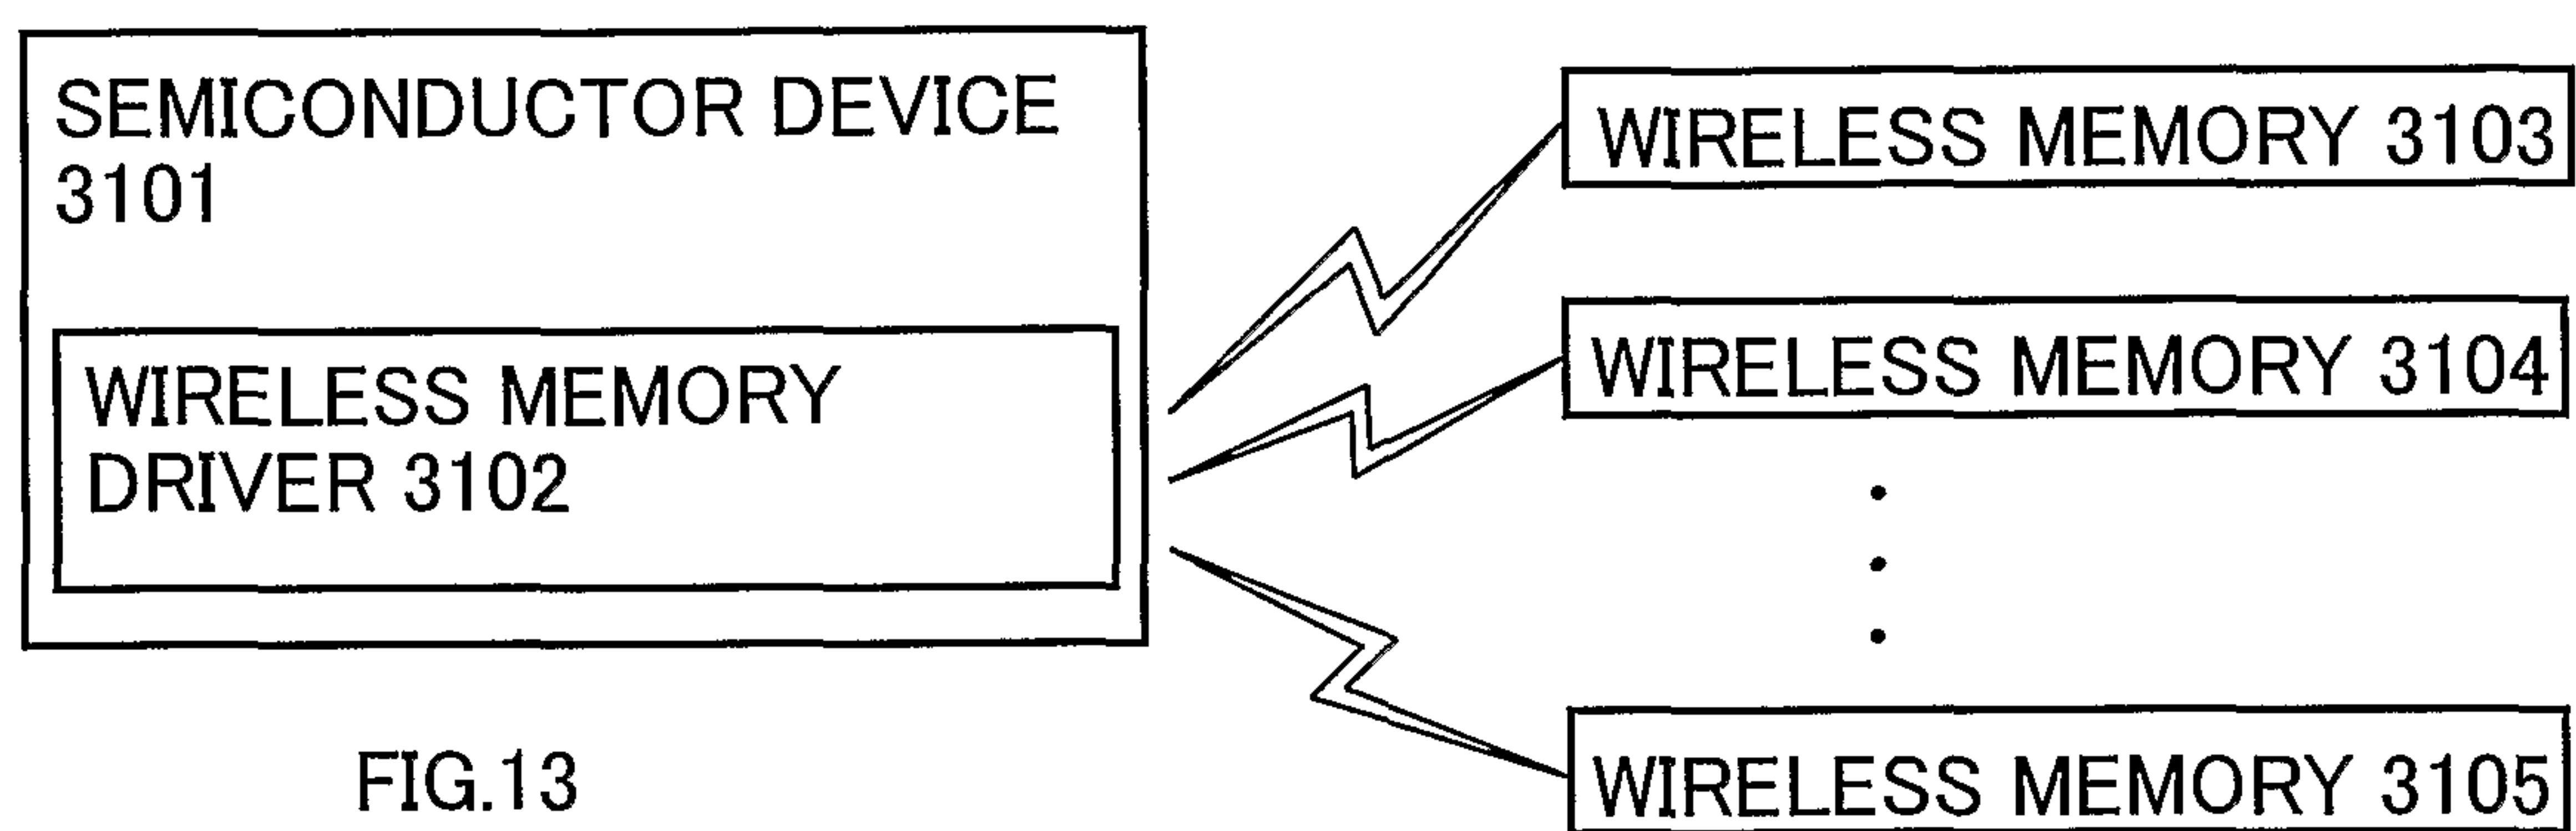 SEMICONDUCTOR DEVICE
3101
WIRELESS MEMORY
DRIVER 3102
WIRELESS MEMORY 3103
WIRELESS MEMORY 3104
WIRELESS MEMORY 3105
FIG.13